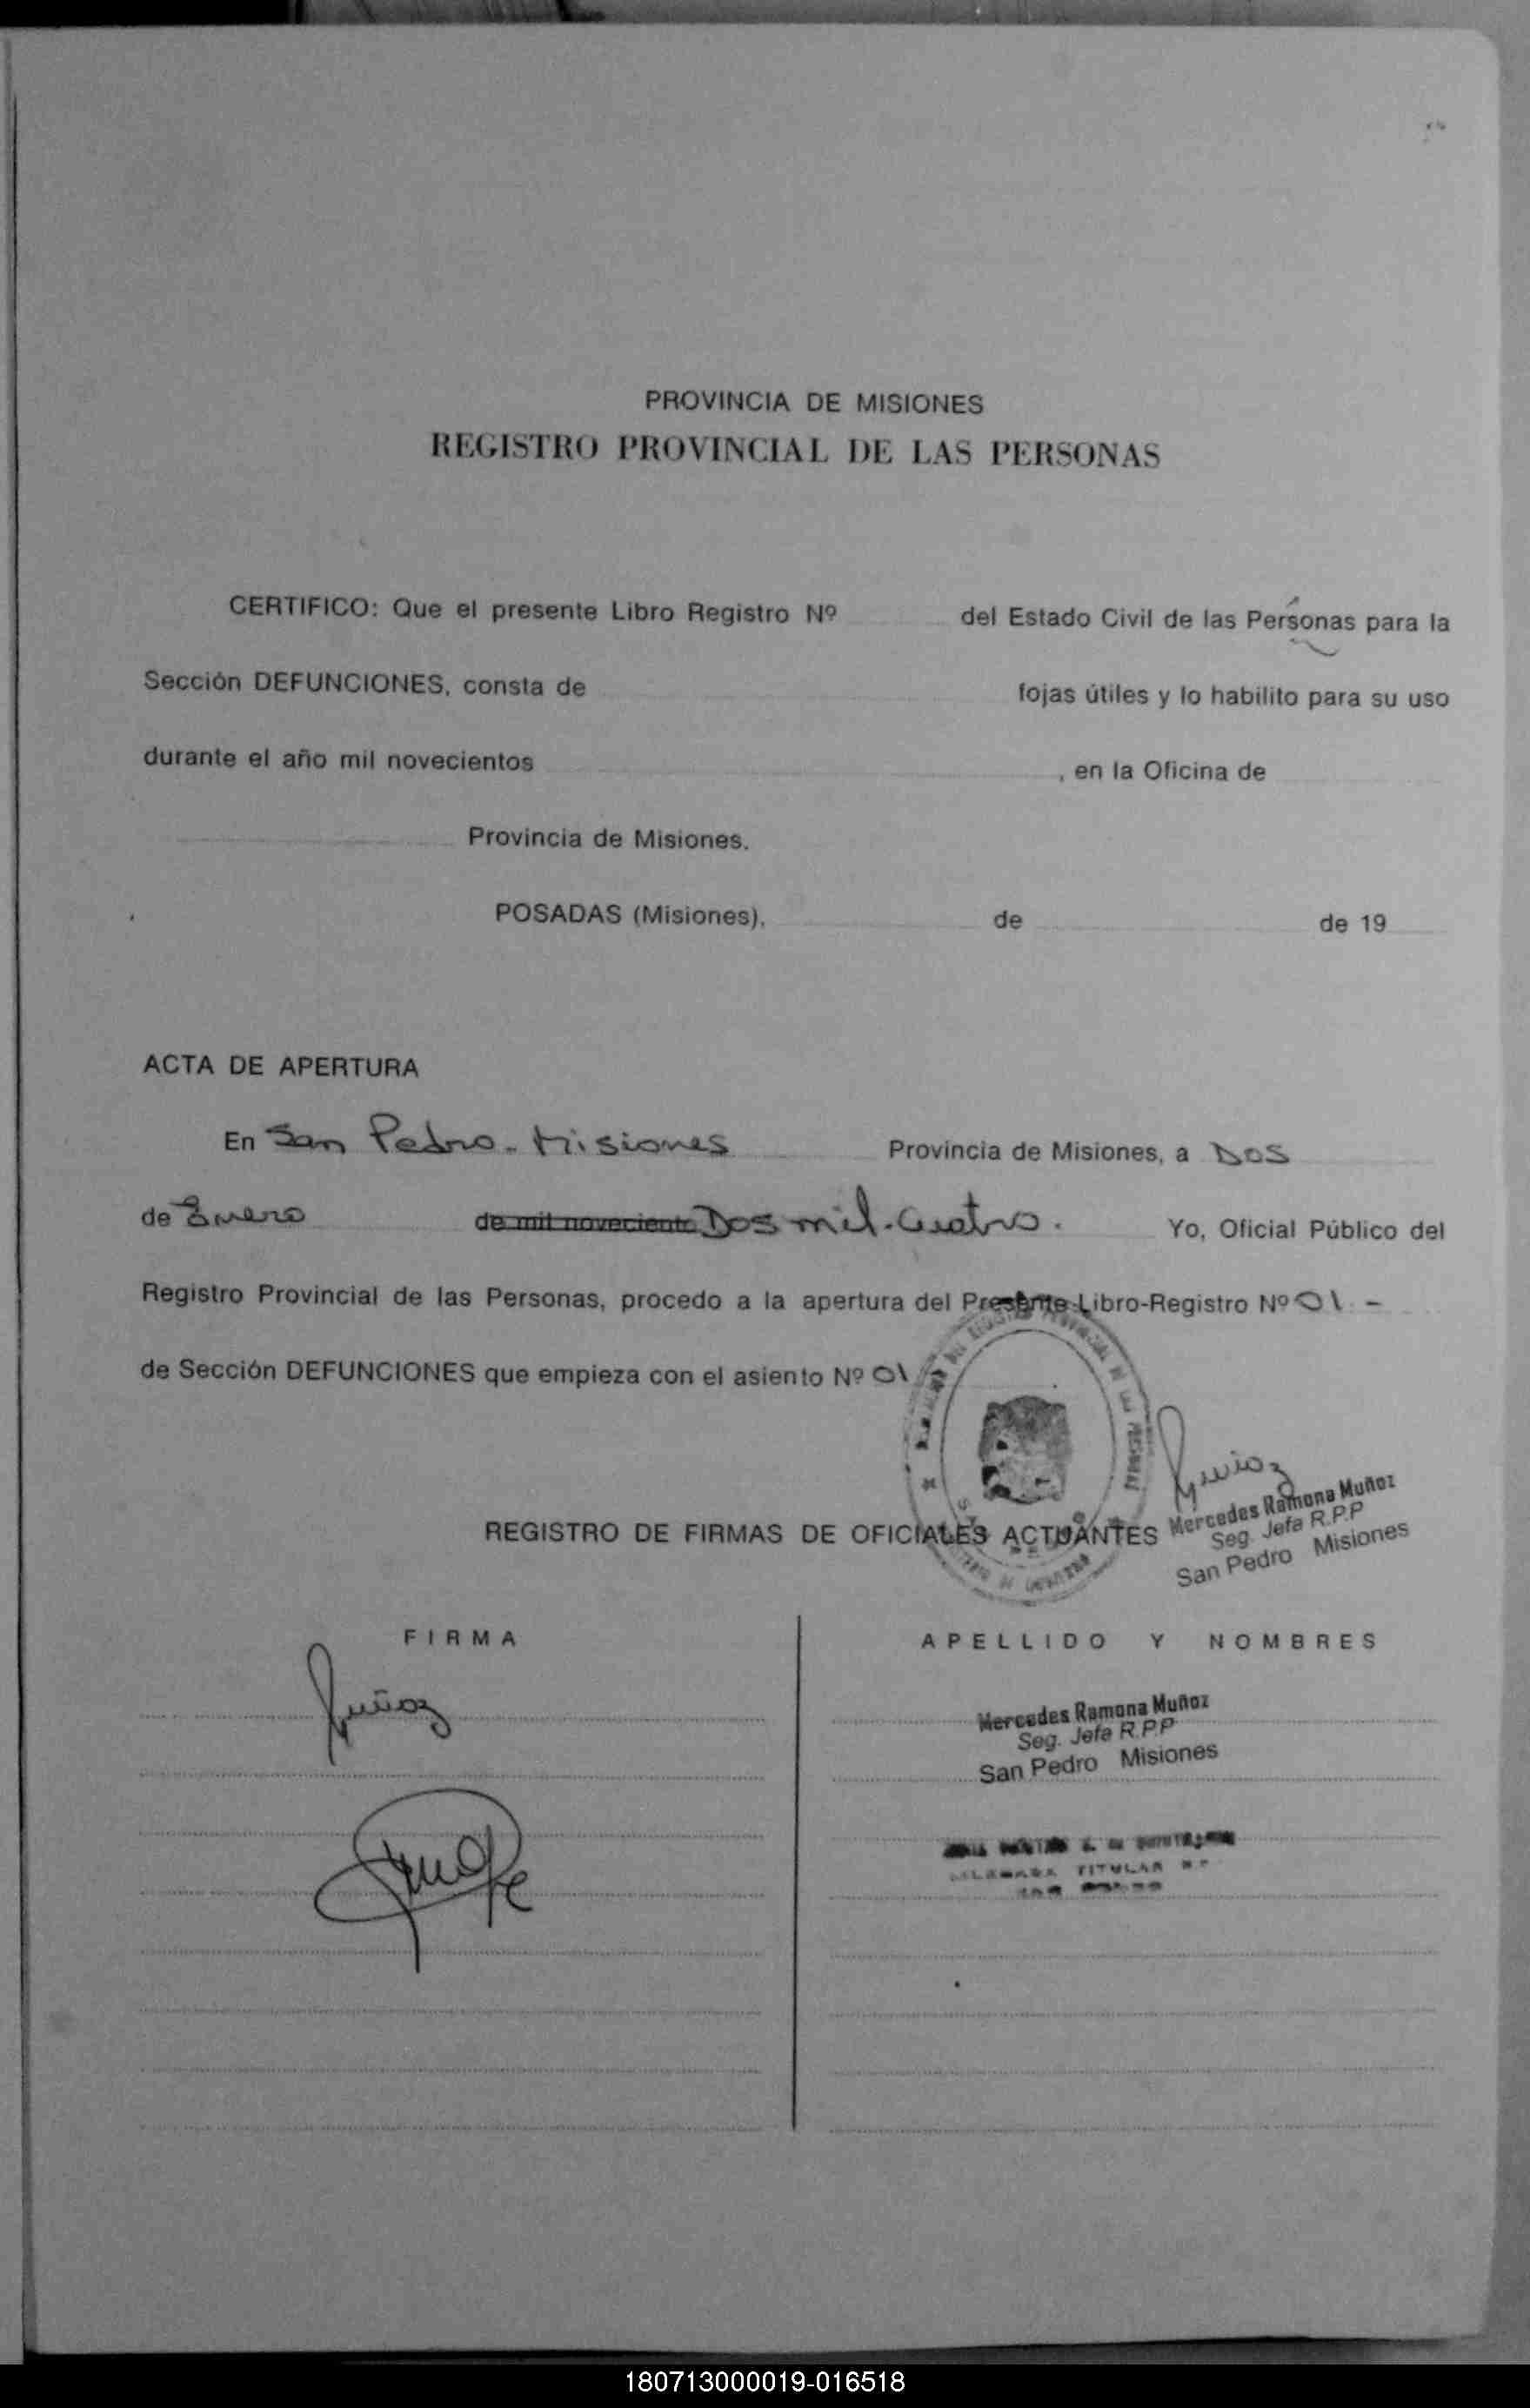 PROVINCIA DE MISIONES
REGISTRO PROVINCIAL DE LAS PERSONAS
CERTIFICO: Que el presente Libro Registro Nº del Estado Civil de las Personas para la
Sección DEFUNCIONES, consta de fojas útiles y lo habilito para su uso
durante el año mil novecientos , en la Oficina de
Provincia de Misiones.
POSADAS (Misiones), de de 19
ACTA DE APERTURA
En San Pedro - Misiones Provincia de Misiones, a Dos
de Enero de mil noveciento Dos mil. Cuatro. Yo, Oficial Público del
Registro Provincial de las Personas, procedo a la apertura del Presente Libro-Registro Nº 01 -
de Sección DEFUNCIONES que empieza con el asiento Nº 01
Muñoz
Mercedes Ramona Muñoz
Seg. Jefa R.P.P
San Pedro Misiones
REGISTRO DE FIRMAS DE OFICIALES ACTUANTES
FIRMA APELLIDO Y NOMBRES
Muñoz
Mercedes Ramona Muñoz
Seg. Jefa R.P.P
San Pedro Misiones
TITULAR
180713000019-016518